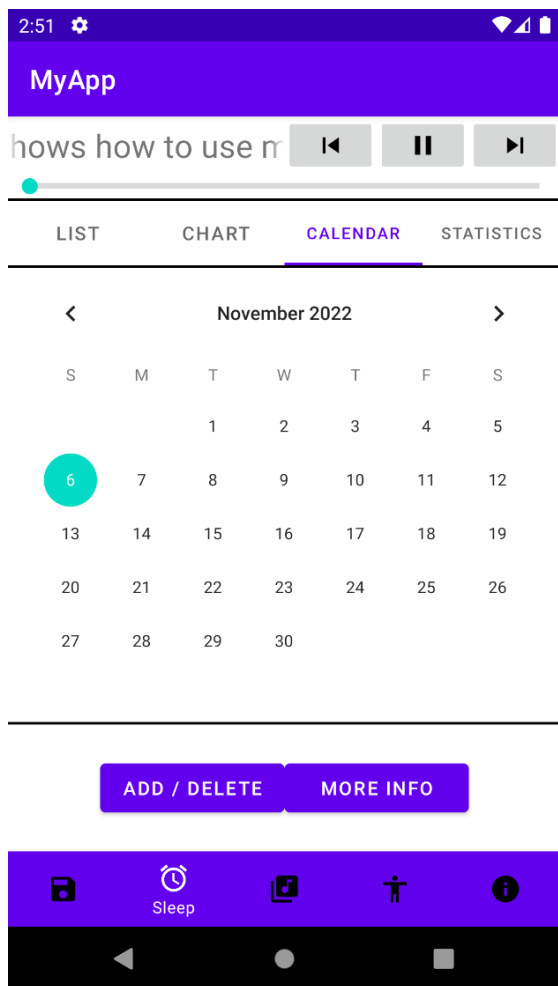 2:51
MyApp
hows how to use m
LIST CHART CALENDAR STATISTICS
November 2022
S M T W T F S
1 2 3 4 5
6 7 8 9 10 11 12
13 14 15 16 17 18 19
20 21 22 23 24 25 26
27 28 29 30
ADD / DELETE MORE INFO
Sleep